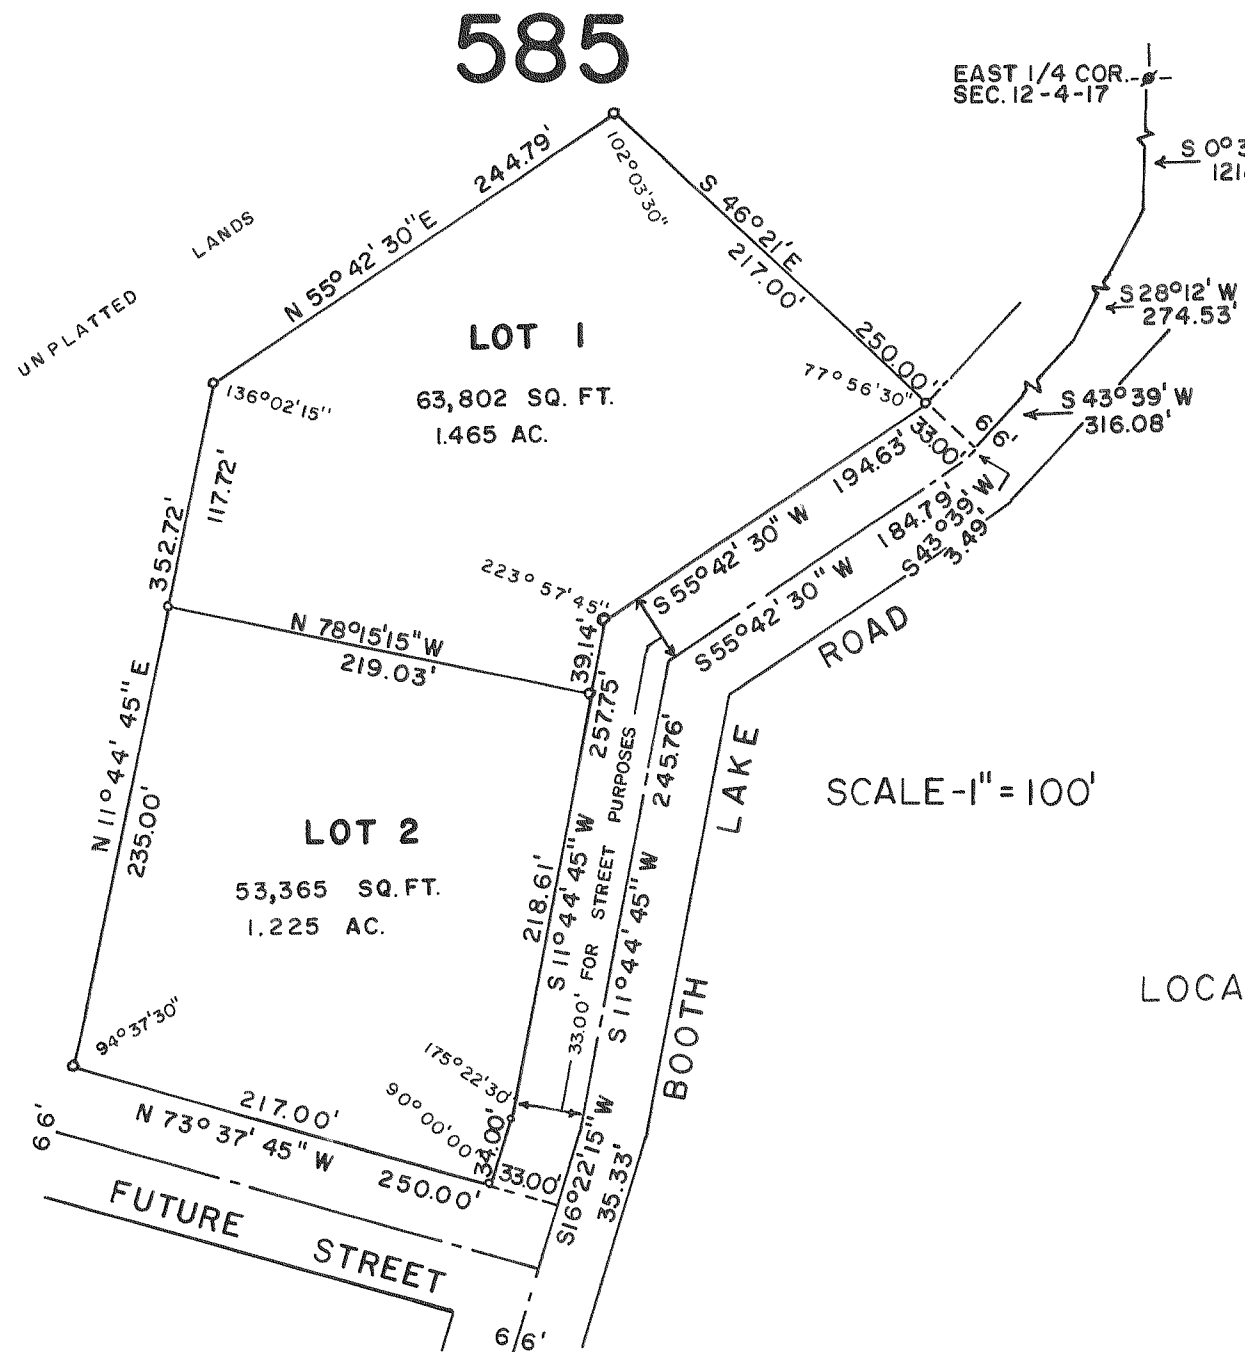 585
EAST 1/4 COR.
SEC. 12-4-17
S 0°3
121
244.79'
N 55° 42' 30" E
102°03'30"
S 46°21' E
217.00'
250.00'
UNPLATTED LANDS
S 28°12' W
274.53'
LOT 1
63,802 SQ. FT.
1.465 AC.
136°02'15"
77°56'30"
S 43°39' W
316.08'
66'
33.00'
117.72'
352.72'
194.63'
S 55° 42' 30" W
184.79'
S 55° 42' 30" W
S 43°39' W
3.49'
223° 57' 45"
N 78°15'15" W
219.03'
39.14'
257.75'
ROAD
LAKE
BOOTH
N 11° 44' 45" E
235.00'
245.76'
SCALE-1" = 100'
LOT 2
53,365 SQ. FT.
1.225 AC.
218.61'
S 11° 44' 45" W
33.00' FOR STREET PURPOSES
S 11° 44' 45" W
LOCA
94°37'30"
175°22'30"
90°00'00"
34.00'
33.00'
217.00'
N 73° 37' 45" W
250.00'
S 16°22'15" W
35.33'
66'
FUTURE STREET
66'